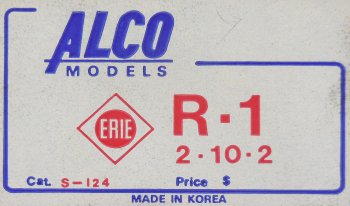 ALCO
MODELS
ERIE
R·1
2·10·2
Cat. S-124 Price $
MADE IN KOREA